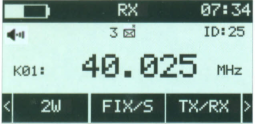 RX 07:34
3 ID:25
K01: 40.025 MHz
< 2W FIX/S TX/RX >